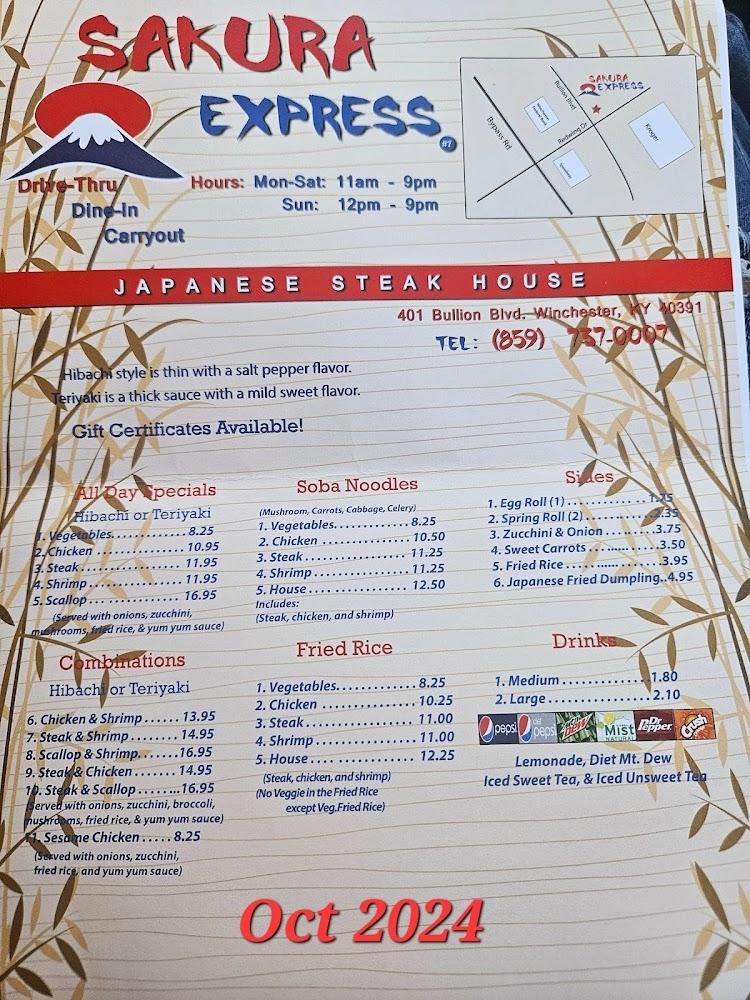 SAKURA
EXPRESS
#7
Drive-Thru
Dine-In
Carryout
Hours: Mon-Sat: 11am - 9pm
Sun: 12pm - 9pm
SAKURA
EXPRESS
Bullion Blvd
Bypass Rd
Redwing Dr
Kroger
JAPANESE STEAK HOUSE
401 Bullion Blvd. Winchester, KY 40391
TEL: (859) 737-0007
Hibachi style is thin with a salt pepper flavor.
Teriyaki is a thick sauce with a mild sweet flavor.
Gift Certificates Available!
All Day Specials
Hibachi or Teriyaki
1. Vegetables.............8.25
2. Chicken ................ 10.95
3. Steak.................... 11.95
4. Shrimp ................. 11.95
5. Scallop................. 16.95
(Served with onions, zucchini,
mushrooms, fried rice, & yum yum sauce)
Combinations
Hibachi or Teriyaki
6. Chicken & Shrimp ...... 13.95
7. Steak & Shrimp ........ 14.95
8. Scallop & Shrimp....... 16.95
9. Steak & Chicken ....... 14.95
10. Steak & Scallop ........16.95
(Served with onions, zucchini, broccoli,
mushrooms, fried rice, & yum yum sauce)
11. Sesame Chicken ..... 8.25
(Served with onions, zucchini,
fried rice, and yum yum sauce)
Soba Noodles
(Mushroom, Carrots, Cabbage, Celery)
1. Vegetables............. 8.25
2. Chicken ................ 10.50
3. Steak ................... 11.25
4. Shrimp ................. 11.25
5. House .................. 12.50
Includes:
(Steak, chicken, and shrimp)
Fried Rice
1. Vegetables............. 8.25
2. Chicken ................ 10.25
3. Steak ................... 11.00
4. Shrimp ................. 11.00
5. House .................. 12.25
(Steak, chicken, and shrimp)
(No Veggie in the Fried Rice
except Veg.Fried Rice)
Sides
1. Egg Roll (1) ............. 1.75
2. Spring Roll (2) .......... 2.35
3. Zucchini & Onion ........ 3.75
4. Sweet Carrots .......... 3.50
5. Fried Rice ............... 3.95
6. Japanese Fried Dumpling..4.95
Drinks
1. Medium ................. 1.80
2. Large .................... 2.10
pepsi diet pepsi Mtn Dew Mist NATURAL Dr Pepper Crush
Lemonade, Diet Mt. Dew
Iced Sweet Tea, & Iced Unsweet Tea
Oct 2024